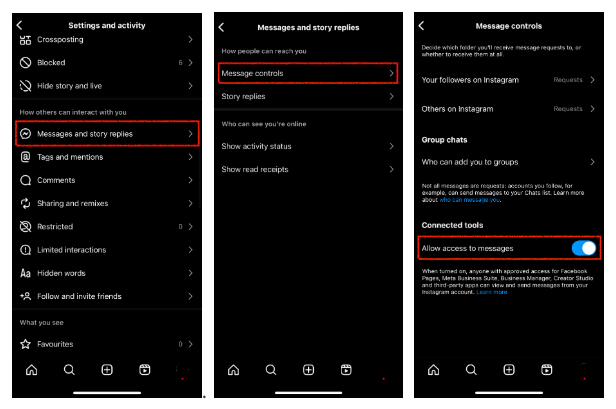 Settings and activity
Crossposting
Blocked 6
Hide story and live
How others can interact with you
Messages and story replies
Tags and mentions
Comments
Sharing and remixes
Restricted 0
Limited interactions
Aa Hidden words
Follow and invite friends
What you see
Favourites 0
Messages and story replies
How people can reach you
Message controls
Story replies
Who can see you're online
Show activity status
Show read receipts
Message controls
Decide which folder you'll receive message requests to, or
whether to receive them at all.
Your followers on Instagram Requests
Others on Instagram Requests
Group chats
Who can add you to groups
Not all messages are requests: accounts you follow, for
example, can send messages to your Chats list. Learn more
about who can message you.
Connected tools
Allow access to messages
When turned on, anyone with approved access for Facebook
Pages, Meta Business Suite, Business Manager, Creator Studio
and third-party apps can view and send messages from your
Instagram account. Learn more